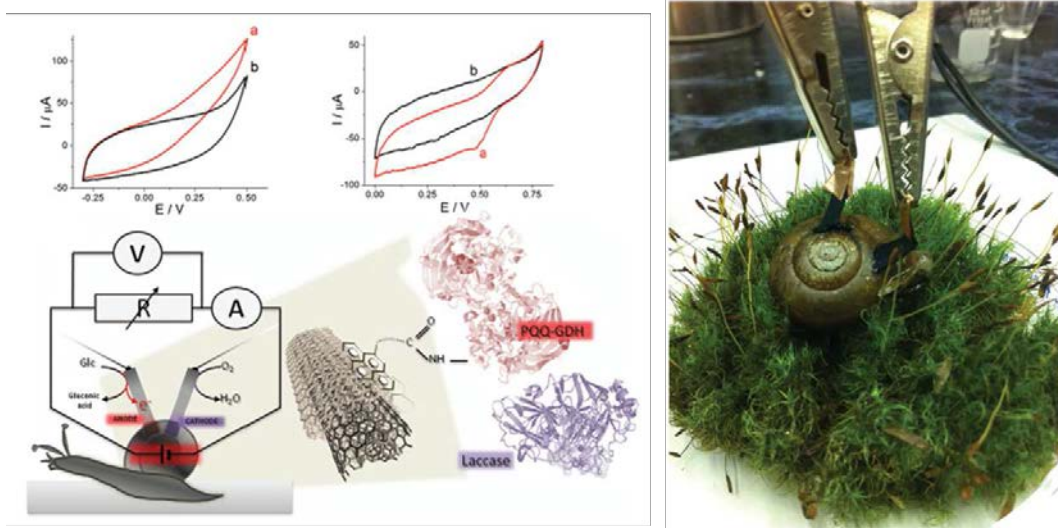 a
b
100
50
0
-50
I / μA
-0.25
0.00
0.25
0.50
E / V
b
a
50
0
-50
-100
I / μA
0.00
0.25
0.50
0.75
E / V
V
R
A
Glc
O₂
Gluconic
acid
e⁻
H₂O
ANODE
CATHODE
O
C
NH
PQQ-GDH
Laccase